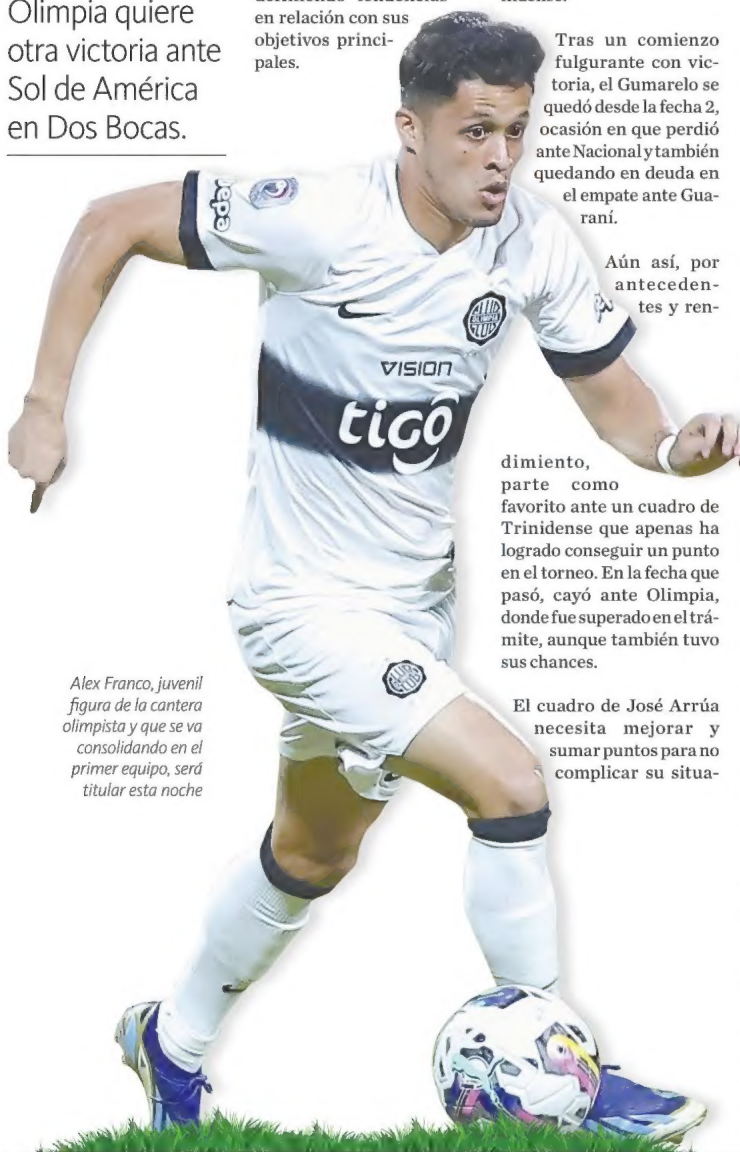 Olimpia quiere
otra victoria ante
Sol de América
en Dos Bocas.
en relación con sus
objetivos princi-
pales.
Tras un comienzo
fulgurante con vic-
toria, el Gumarelo se
quedó desde la fecha 2,
ocasión en que perdió
ante Nacional y también
quedando en deuda en
el empate ante Gua-
raní.
Aún así, por
anteceden-
tes y ren-
dimiento,
parte como
favorito ante un cuadro de
Trinidense que apenas ha
logrado conseguir un punto
en el torneo. En la fecha que
pasó, cayó ante Olimpia,
donde fue superado en el trá-
mite, aunque también tuvo
sus chances.
El cuadro de José Arrúa
necesita mejorar y
sumar puntos para no
complicar su situa-
Alex Franco, juvenil
figura de la cantera
olimpista y que se va
consolidando en el
primer equipo, será
titular esta noche
depa
CLUB
OLIMPIA
VISION
tigo